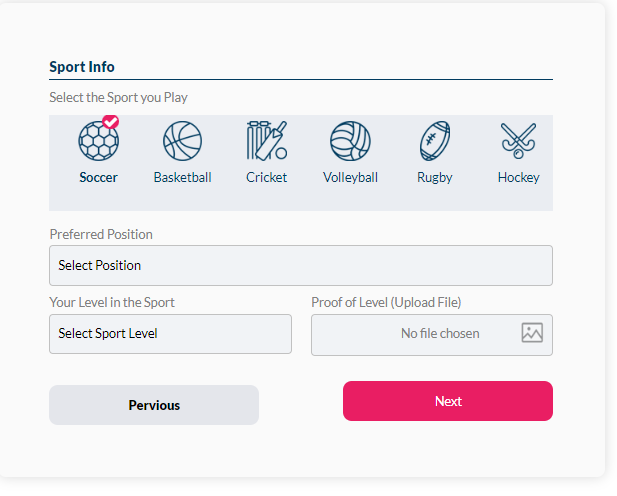 Sport Info
Select the Sport you Play
Soccer Basketball Cricket Volleyball Rugby Hockey
Preferred Position
Select Position
Your Level in the Sport Proof of Level (Upload File)
Select Sport Level No file chosen
Pervious Next